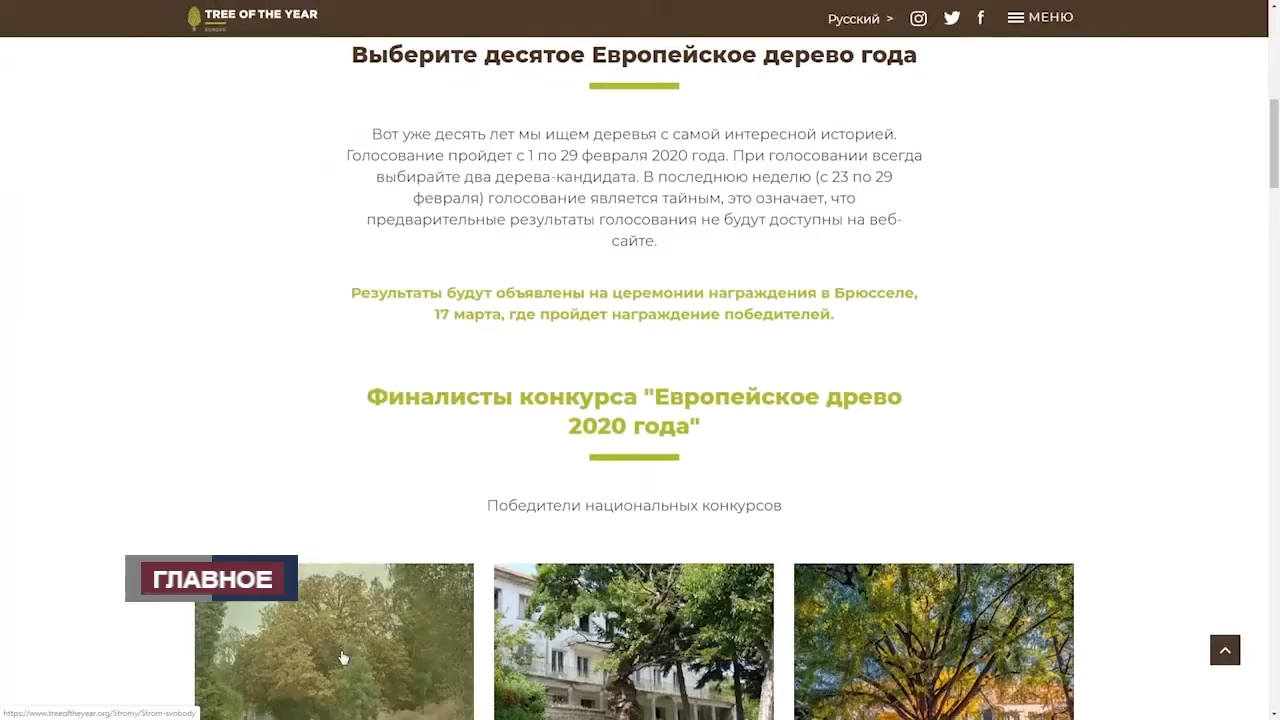 TREE OF THE YEAR
Русский >
МЕНЮ
Выберите десятое Европейское дерево года
Вот уже десять лет мы ищем деревья с самой интересной историей.
Голосование пройдет с 1 по 29 февраля 2020 года. При голосовании всегда
выбирайте два дерева-кандидата. В последнюю неделю (с 23 по 29
февраля) голосование является тайным, это означает, что
предварительные результаты голосования не будут доступны на веб-
сайте.
Результаты будут объявлены на церемонии награждения в Брюсселе,
17 марта, где пройдет награждение победителей.
Финалисты конкурса "Европейское древо
2020 года"
Победители национальных конкурсов
ГЛАВНОЕ
https://www.treeoftheyear.org/Stromy/Strom-svobody